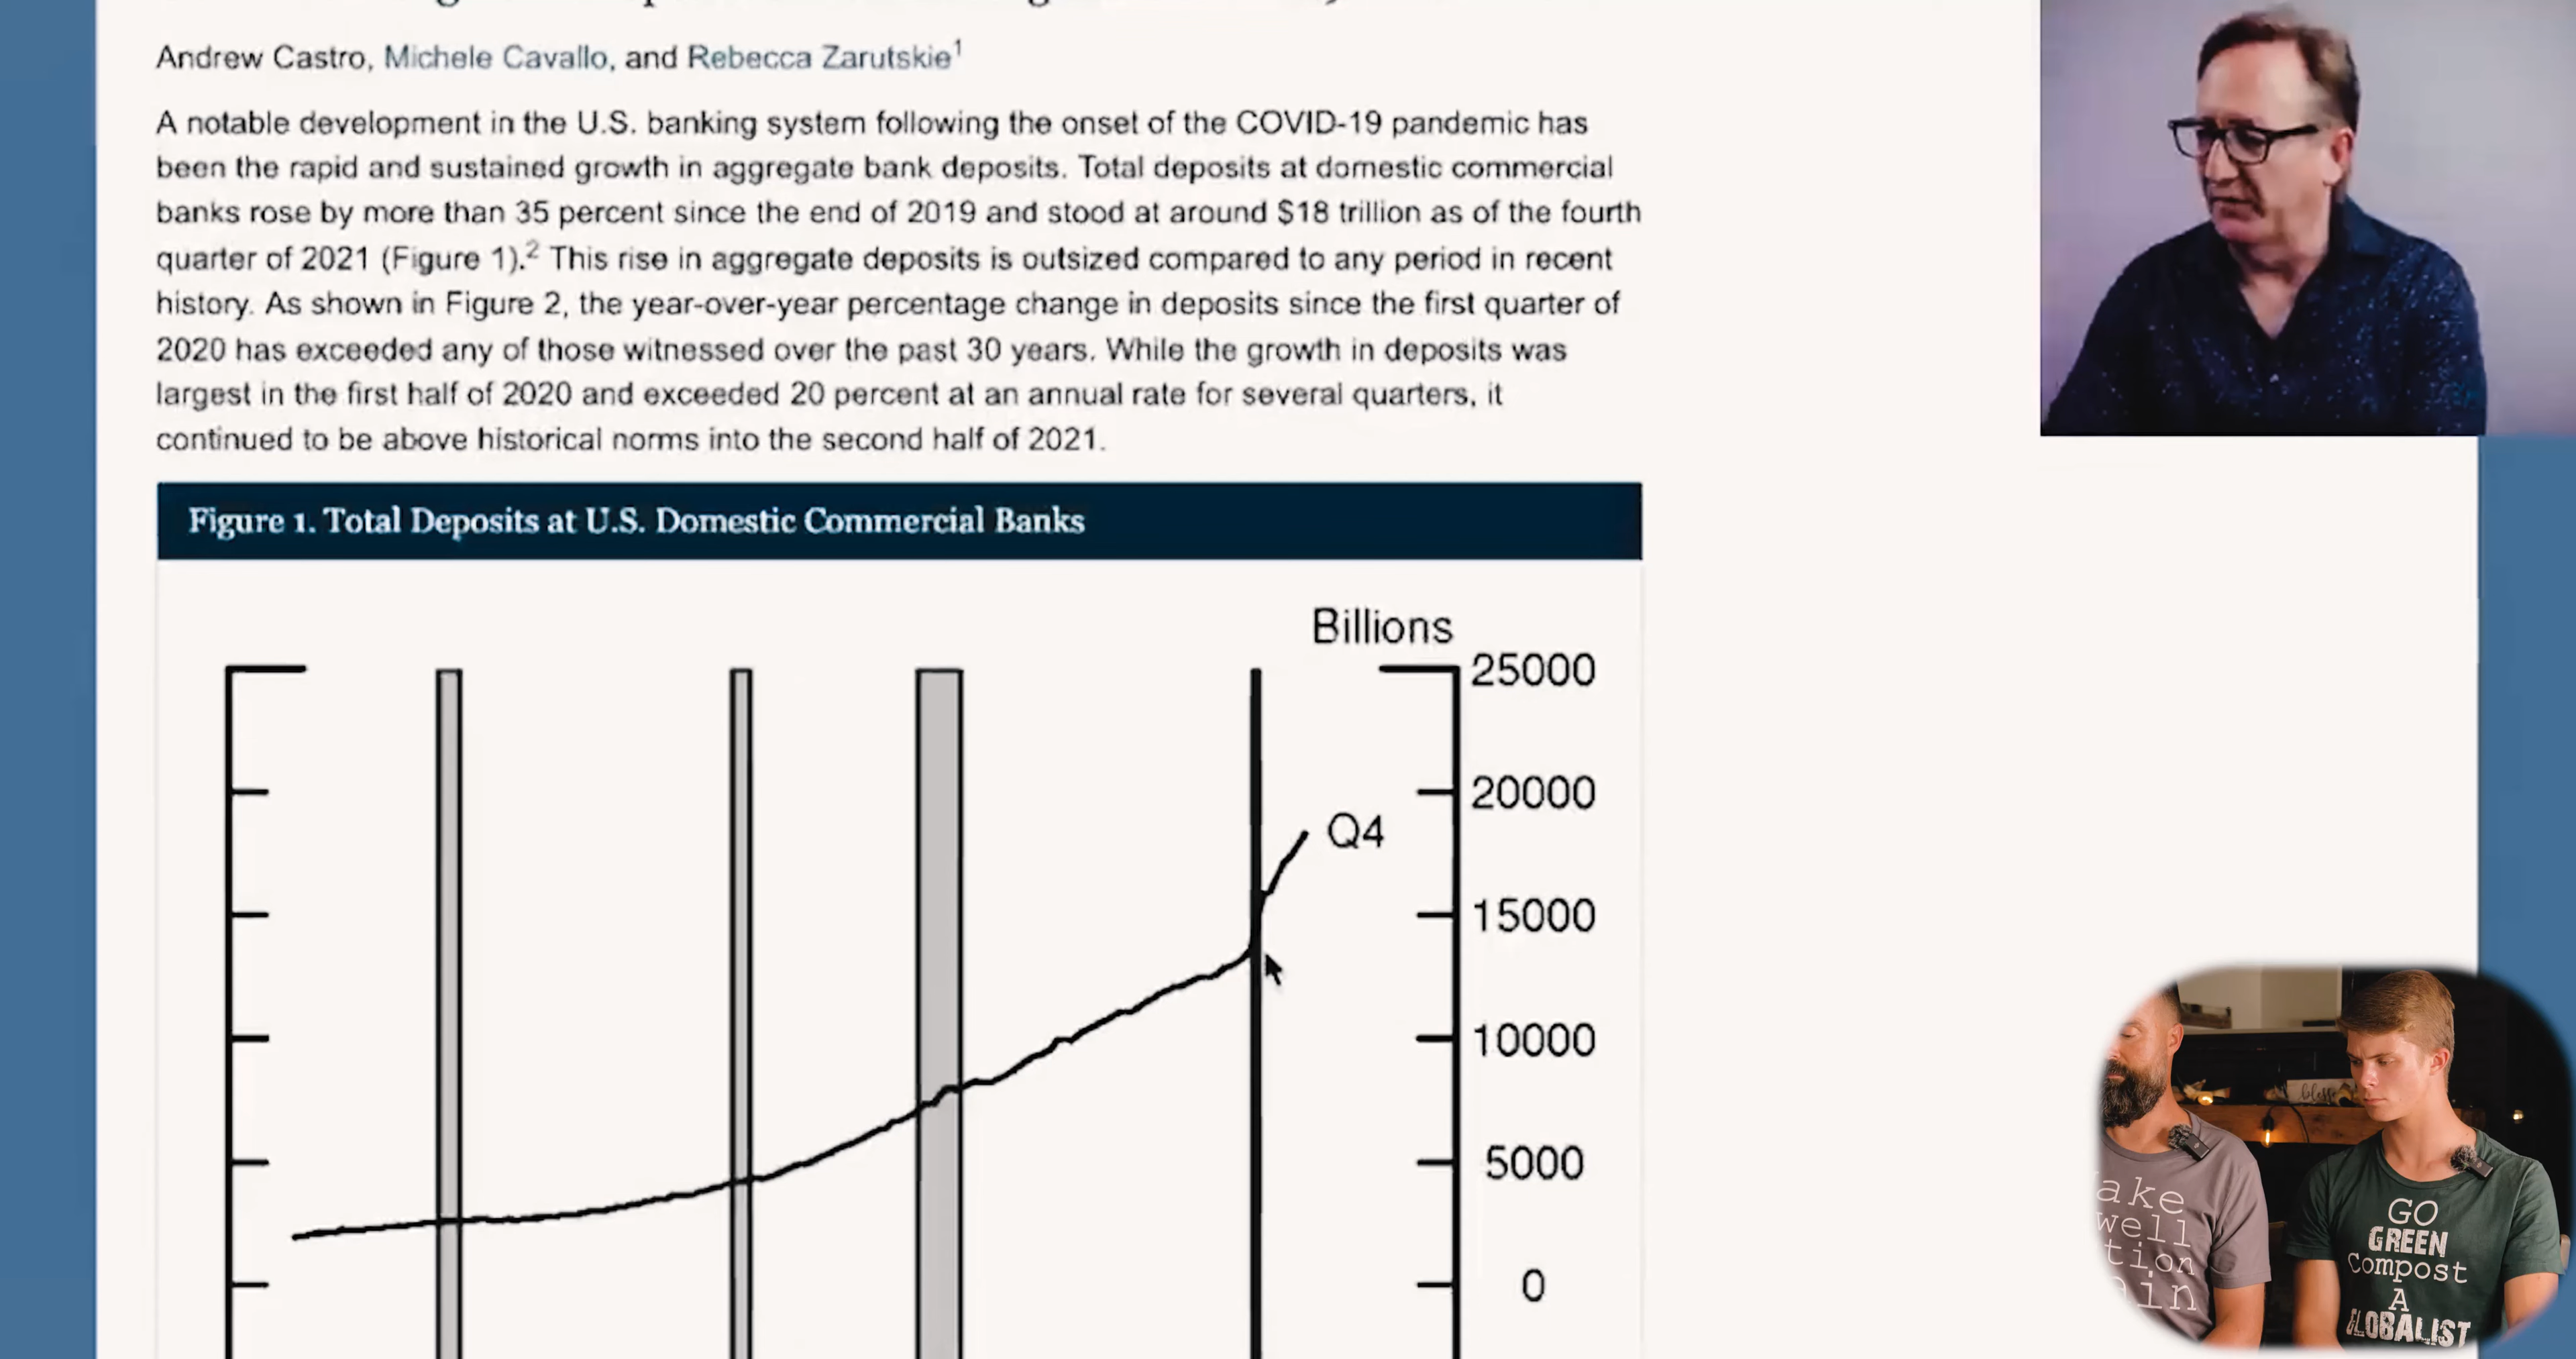 Andrew Castro, Michele Cavallo, and Rebecca Zarutskie1
A notable development in the U.S. banking system following the onset of the COVID-19 pandemic has
been the rapid and sustained growth in aggregate bank deposits. Total deposits at domestic commercial
banks rose by more than 35 percent since the end of 2019 and stood at around $18 trillion as of the fourth
quarter of 2021 (Figure 1).2 This rise in aggregate deposits is outsized compared to any period in recent
history. As shown in Figure 2, the year-over-year percentage change in deposits since the first quarter of
2020 has exceeded any of those witnessed over the past 30 years. While the growth in deposits was
largest in the first half of 2020 and exceeded 20 percent at an annual rate for several quarters, it
continued to be above historical norms into the second half of 2021.
Figure 1. Total Deposits at U.S. Domestic Commercial Banks
Billions
25000
20000
Q4
15000
10000
5000
0
ake
well
tion
ain
GO
GREEN
Compost
A
GLOBALIST